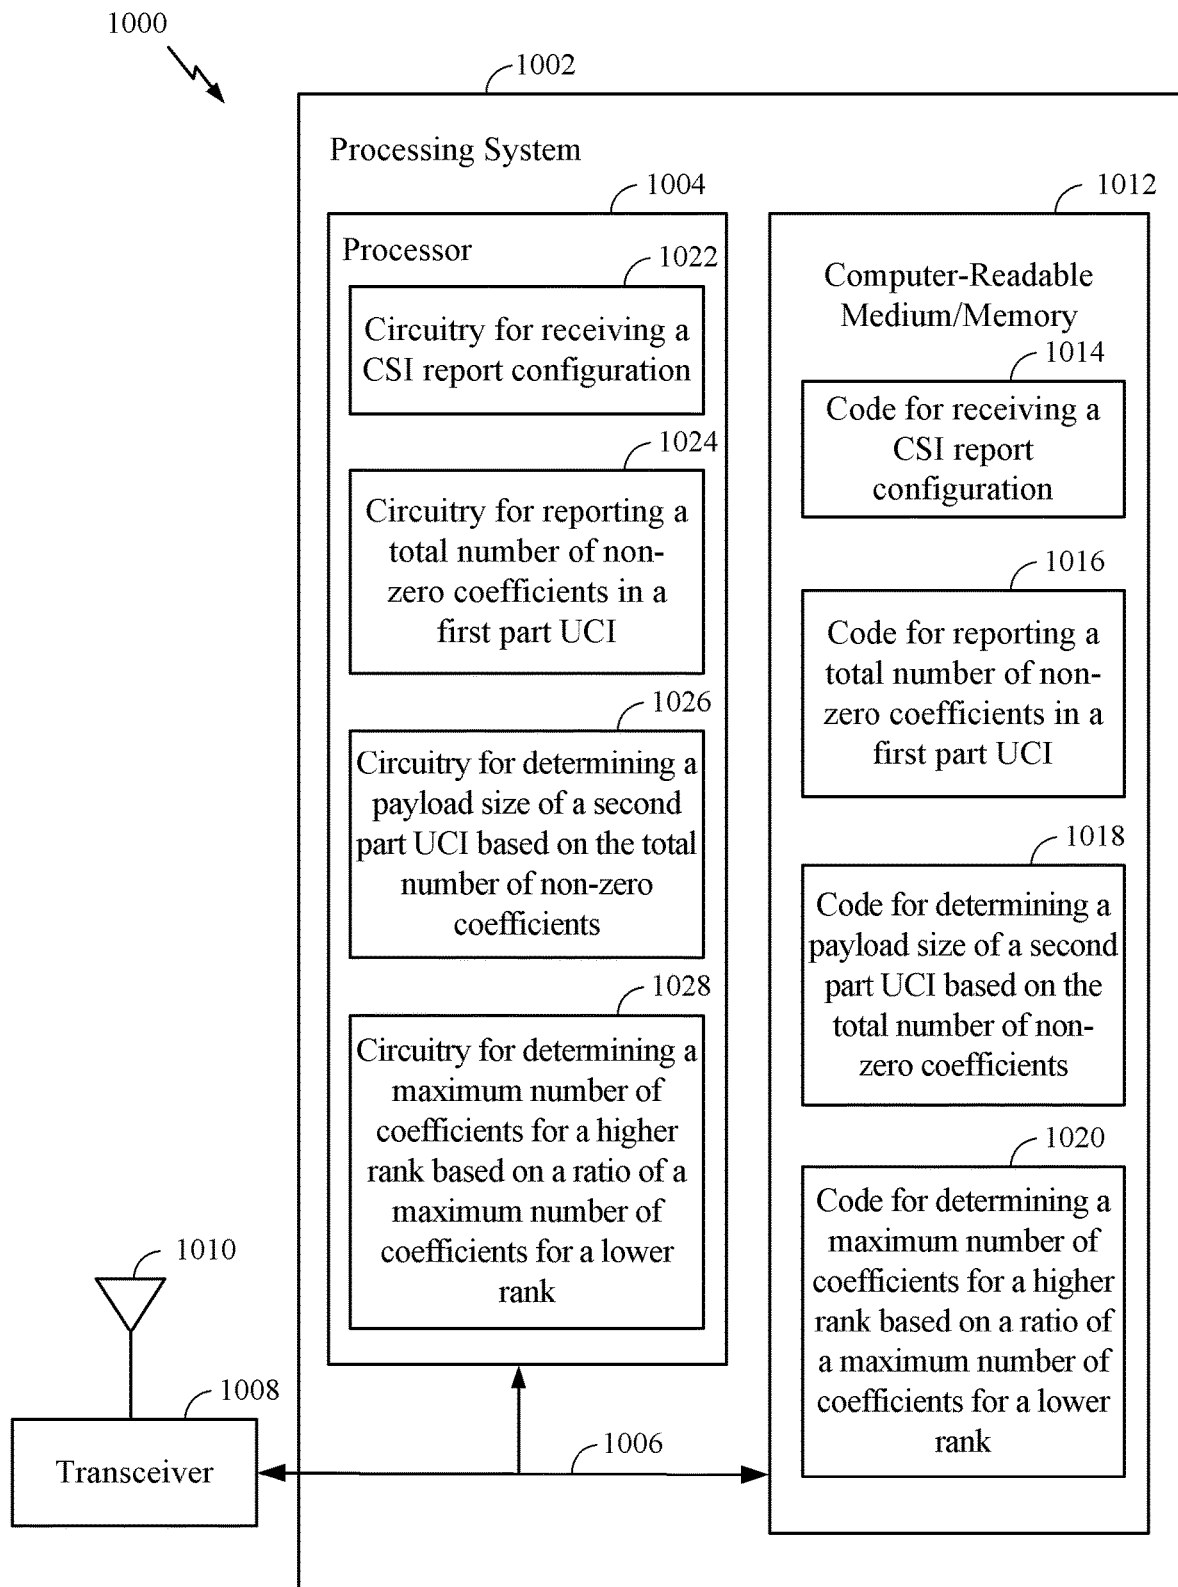 1000
1002
Processing System
1004
Processor
1022
Circuitry for receiving a
CSI report configuration
1024
Circuitry for reporting a
total number of non-
zero coefficients in a
first part UCI
1026
Circuitry for determining a
payload size of a second
part UCI based on the total
number of non-zero
coefficients
1028
Circuitry for determining a
maximum number of
coefficients for a higher
rank based on a ratio of a
maximum number of
coefficients for a lower
rank
1012
Computer-Readable
Medium/Memory
1014
Code for receiving a
CSI report
configuration
1016
Code for reporting a
total number of non-
zero coefficients in a
first part UCI
1018
Code for determining a
payload size of a second
part UCI based on the
total number of non-
zero coefficients
1020
Code for determining a
maximum number of
coefficients for a higher
rank based on a ratio of
a maximum number of
coefficients for a lower
rank
1010
1008
Transceiver
1006